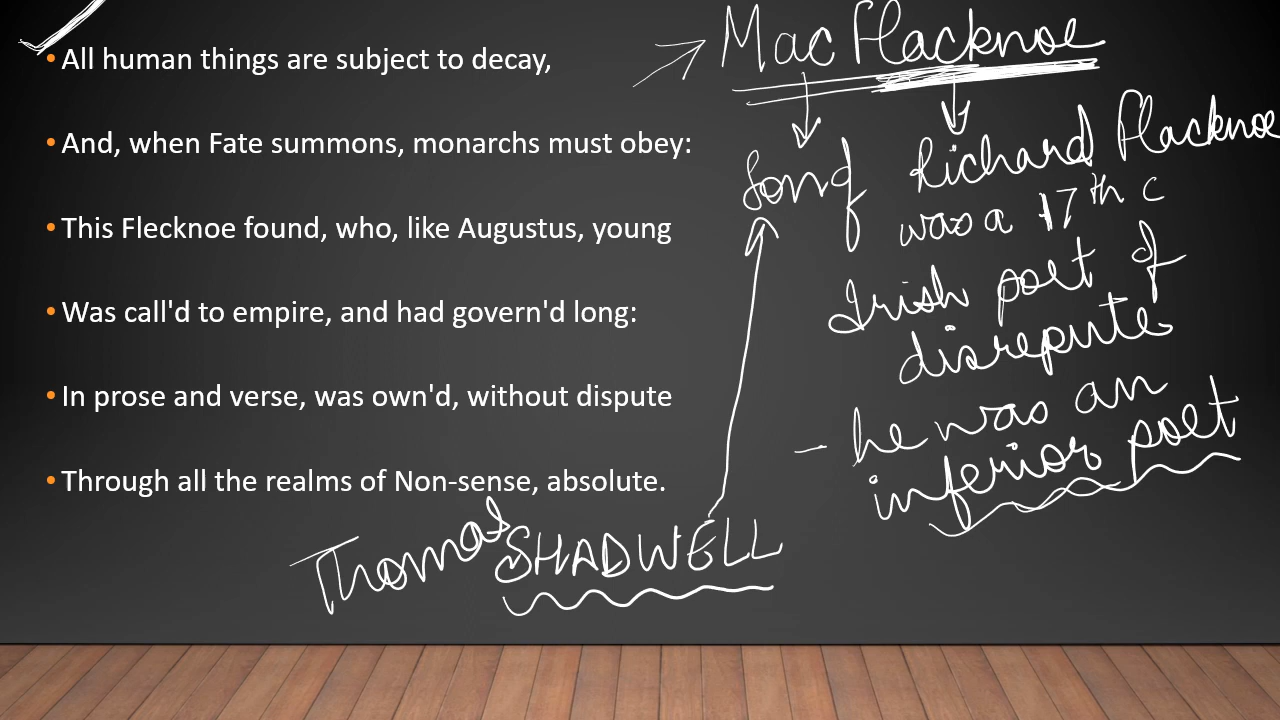 All human things are subject to decay,
And, when Fate summons, monarchs must obey:
This Flecknoe found, who, like Augustus, young
Was call'd to empire, and had govern'd long:
In prose and verse, was own'd, without dispute
Through all the realms of Non-sense, absolute.
Mac Flacknoe
Son of
Richard Flacknoe
was a 17th c
Irish poet of
disrepute
- he was an
inferior poet
Thomas SHADWELL